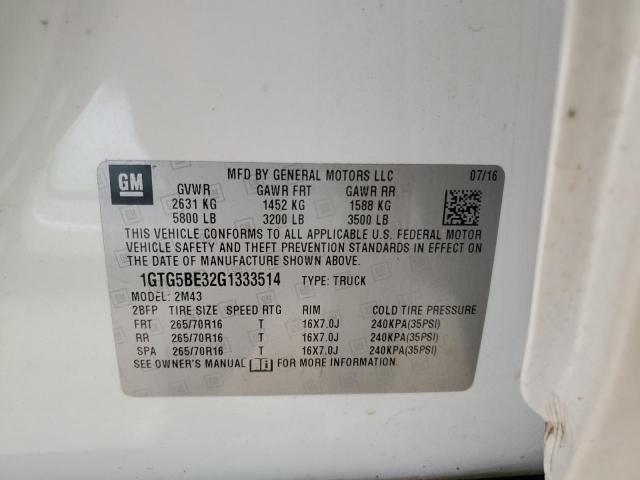 GM
MFD BY GENERAL MOTORS LLC 07/16
GVWR GAWR FRT GAWR RR
2631 KG 1452 KG 1588 KG
5800 LB 3200 LB 3500 LB
THIS VEHICLE CONFORMS TO ALL APPLICABLE U.S. FEDERAL MOTOR
VEHICLE SAFETY AND THEFT PREVENTION STANDARDS IN EFFECT ON
THE DATE OF MANUFACTURE SHOWN ABOVE.
1GTG5BE32G1333514 TYPE: TRUCK
MODEL: 2M43
2BFP TIRE SIZE SPEED RTG RIM COLD TIRE PRESSURE
FRT 265/70R16 T 16X7.0J 240KPA(35PSI)
RR 265/70R16 T 16X7.0J 240KPA(35PSI)
SPA 265/70R16 T 16X7.0J 240KPA(35PSI)
SEE OWNER'S MANUAL FOR MORE INFORMATION.